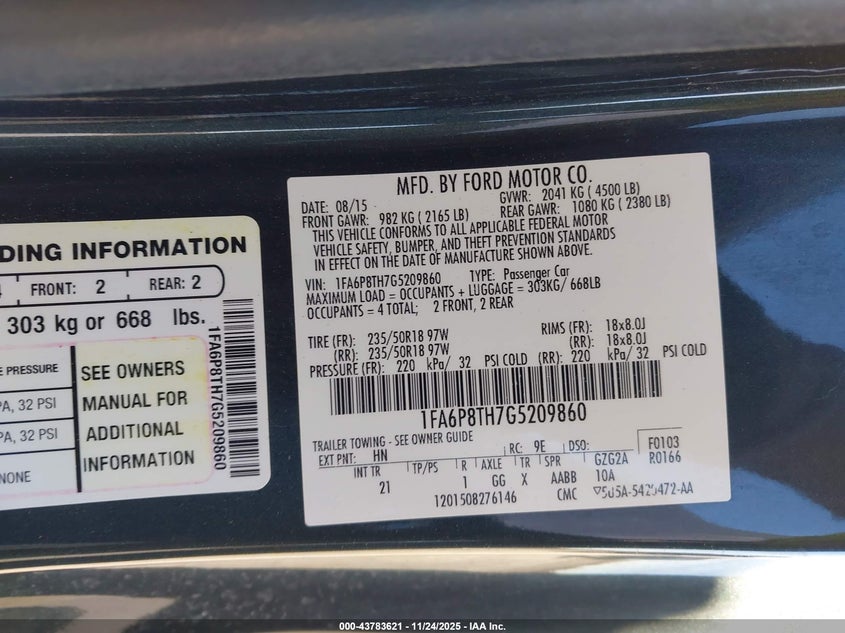 DING INFORMATION
FRONT: 2
REAR: 2
303 kg or 668 lbs.
E PRESSURE
PA, 32 PSI
PA, 32 PSI
NONE
SEE OWNERS
MANUAL FOR
ADDITIONAL
INFORMATION
1FA6P8TH7G5209860
MFD. BY FORD MOTOR CO.
DATE: 08/15 GVWR: 2041 KG ( 4500 LB)
FRONT GAWR: 982 KG ( 2165 LB) REAR GAWR: 1080 KG ( 2380 LB)
THIS VEHICLE CONFORMS TO ALL APPLICABLE FEDERAL MOTOR
VEHICLE SAFETY, BUMPER, AND THEFT PREVENTION STANDARDS
IN EFFECT ON THE DATE OF MANUFACTURE SHOWN ABOVE.
VIN: 1FA6P8TH7G5209860 TYPE: Passenger Car
MAXIMUM LOAD = OCCUPANTS + LUGGAGE = 303KG/ 668LB
OCCUPANTS = 4 TOTAL; 2 FRONT, 2 REAR
TIRE (FR): 235/50R18 97W RIMS (FR): 18x8.0J
(RR): 235/50R18 97W (RR): 18x8.0J
PRESSURE (FR): 220 kPa/ 32 PSI COLD (RR): 220 kPa/ 32 PSI COLD
1FA6P8TH7G5209860
TRAILER TOWING - SEE OWNER GUIDE
EXT PNT: HN RC: 9E DSO: F0103
INT TR TP/PS R AXLE TR SPR GZG2A R0166
21 1 GG X AABB 10A
1201508276146 CMC
000-43783621 - 11/24/2025 - IAA Inc.